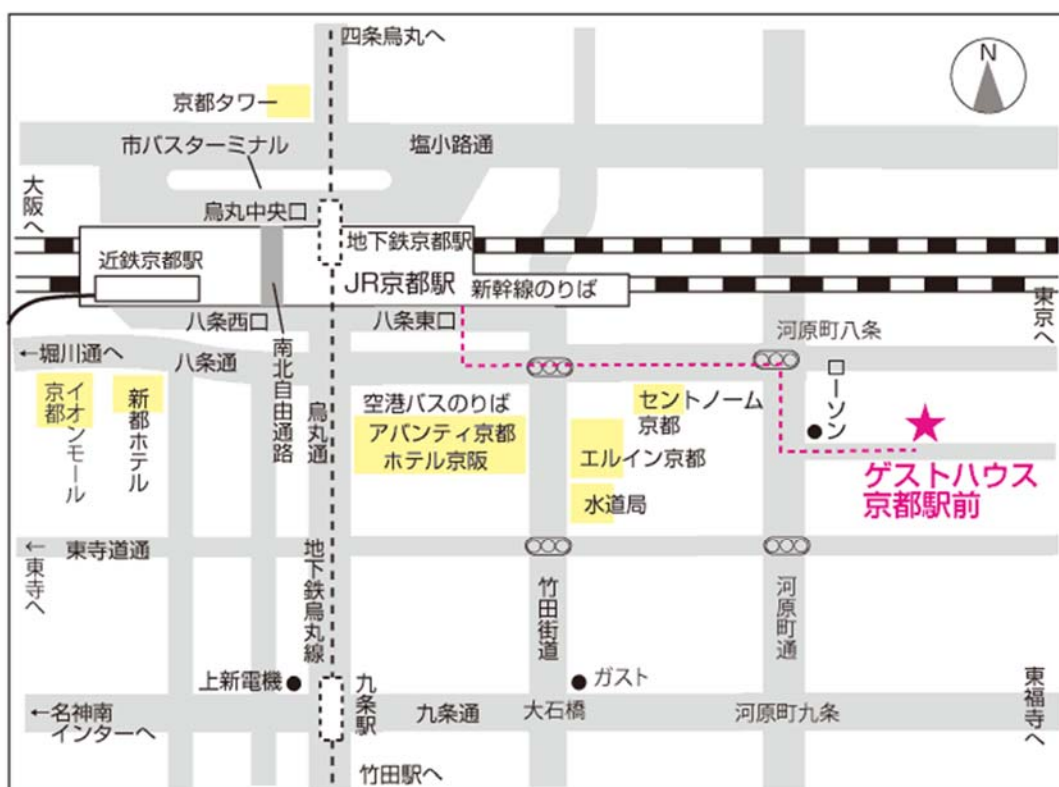 四条烏丸へ
N
京都タワー
市バスターミナル
塩小路通
大阪へ
烏丸中央口
地下鉄京都駅
近鉄京都駅
JR京都駅
新幹線のりば
東京へ
八条西口
八条東口
河原町八条
←堀川通へ
八条通
南北自由通路
烏丸通
イオンモール
京都
新都ホテル
空港バスのりば
アバンティ京都
ホテル京阪
セントノーム
京都
ローソン
エルイン京都
水道局
ゲストハウス
京都駅前
←東寺へ
東寺道通
地下鉄烏丸線
竹田街道
河原町通
上新電機
九条駅
ガスト
東福寺へ
←名神南
インターへ
九条通
大石橋
河原町九条
竹田駅へ